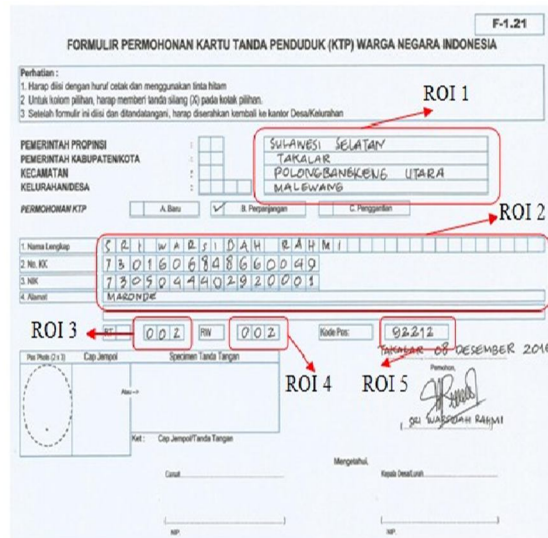 F-1.21
FORMULIR PERMOHONAN KARTU TANDA PENDUDUK (KTP) WARGA NEGARA INDONESIA
Perhatian :
1. Harap diisi dengan huruf cetak dan menggunakan tinta hitam
2 Untuk kolom pilihan, harap memberi tanda silang (X) pada kotak pilihan.
3 Setelah formulir ini diisi dan ditandatangani, harap diserahkan kembali ke kantor Desa/Kelurahan
ROI 1
PEMERINTAH PROPINSI : SULAWESI SELATAN
PEMERINTAH KABUPATEN/KOTA : TAKALAR
KECAMATAN : POLONGBANGKENG UTARA
KELURAHAN/DESA : MALEWANG
PERMOHONAN KTP A. Baru B. Perpanjangan C. Penggantian
ROI 2
1. Nama Lengkap SRI WARSIDAH RAHMI
2. No. KK
3. NIK
4. Alamat MARONDE
ROI 3 RT 002 RW 002 Kode Pos: 92212
TAKALAR 08 DESEMBER 2016
Pas Photo (2 x 3) Cap Jempol Specimen Tanda Tangan
Pemohon,
ROI 4 ROI 5
Atau
SRI WARSIDAH RAHMI
Ket : Cap Jempol/Tanda Tangan
Mengetahui,
Camat Kepala Desa/Lurah
NIP. NIP.